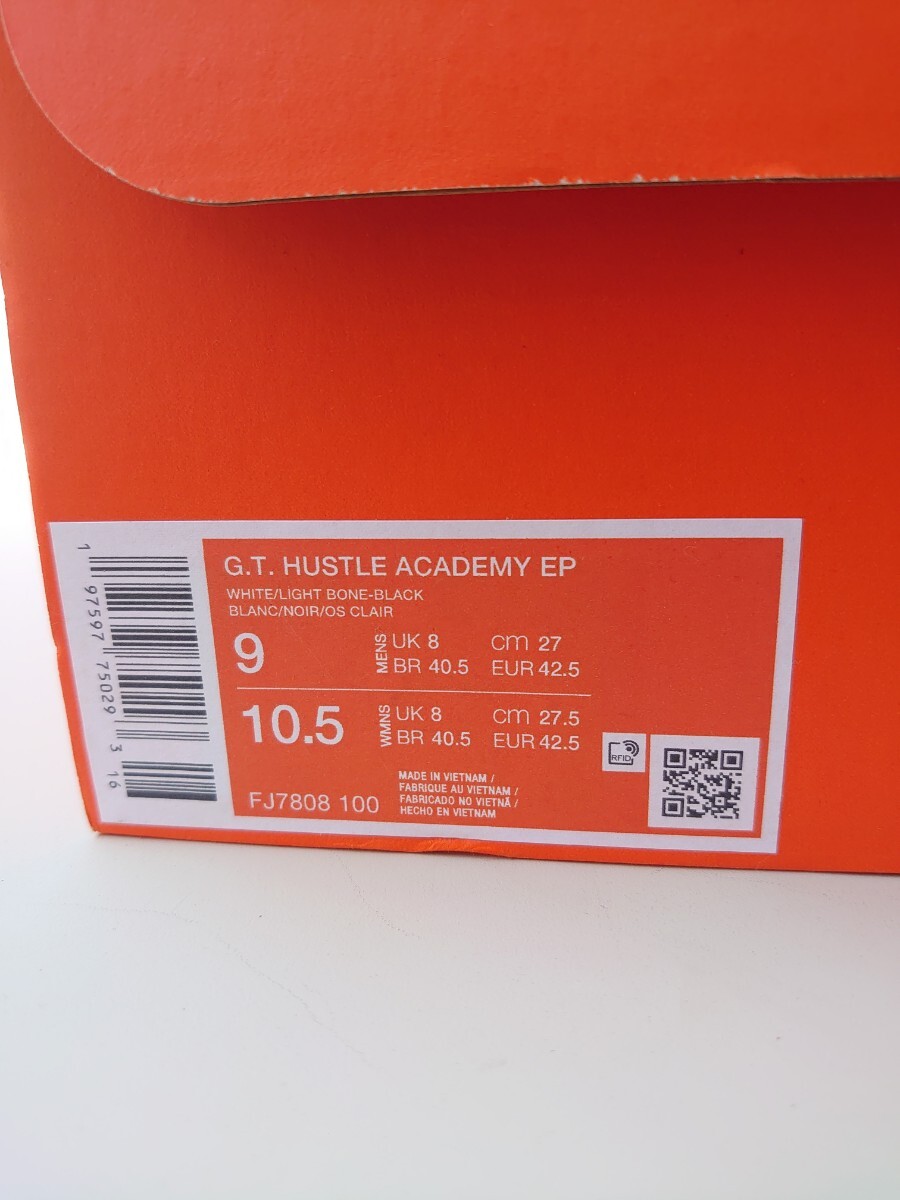 G.T. HUSTLE ACADEMY EP
WHITE/LIGHT BONE-BLACK
BLANC/NOIR/OS CLAIR
9
MENS
UK 8 cm 27
BR 40.5 EUR 42.5
10.5
WMNS
UK 8 cm 27.5
BR 40.5 EUR 42.5
FJ7808 100
MADE IN VIETNAM /
FABRIQUE AU VIETNAM /
FABRICADO NO VIETNÃ /
HECHO EN VIETNAM
RFID
1 97597 75029 3 16